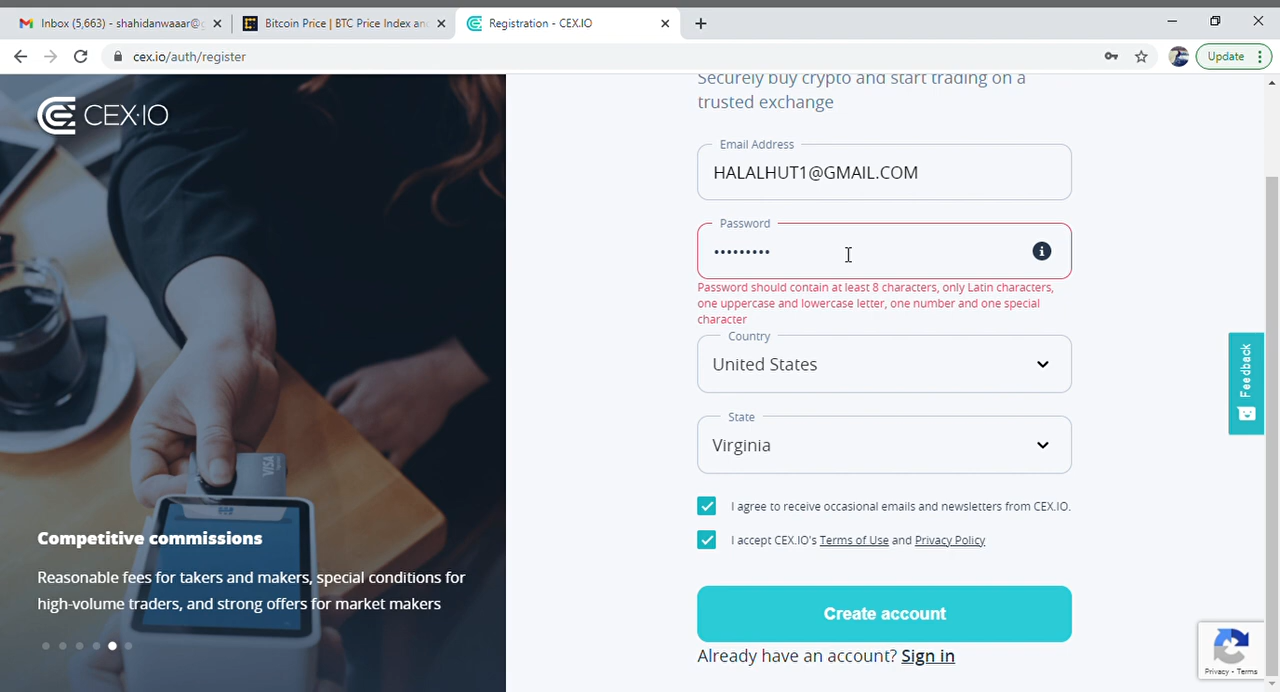 Inbox (5,663) - shahidanwaaar@g
Bitcoin Price | BTC Price Index and
Registration - CEX.IO
cex.io/auth/register
Update
CEX·IO
Securely buy crypto and start trading on a
trusted exchange
Email Address
HALALHUT1@GMAIL.COM
Password
•••••••••
Password should contain at least 8 characters, only Latin characters,
one uppercase and lowercase letter, one number and one special
character
Country
United States
State
Virginia
I agree to receive occasional emails and newsletters from CEX.IO.
I accept CEX.IO's Terms of Use and Privacy Policy
Create account
Already have an account? Sign in
Competitive commissions
Reasonable fees for takers and makers, special conditions for
high-volume traders, and strong offers for market makers
VISA
Feedback
Privacy - Terms